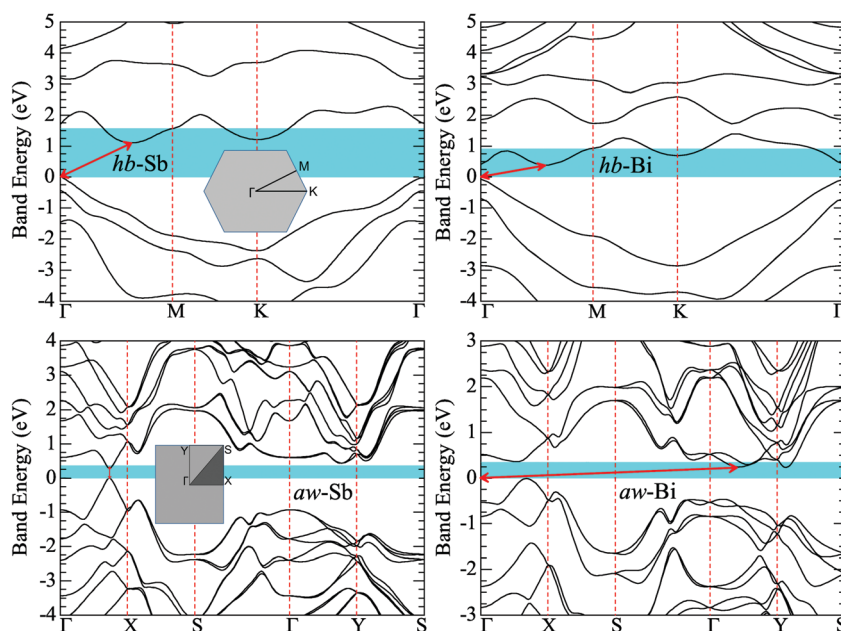 5
4
3
2
1
0
-1
-2
-3
-4
Band Energy (eV)
hb-Sb
M
Γ
K
Γ
M
K
Γ
5
4
3
2
1
0
-1
-2
-3
-4
Band Energy (eV)
hb-Bi
Γ
M
K
Γ
4
3
2
1
0
-1
-2
-3
-4
Band Energy (eV)
Y
S
Γ
X
aw-Sb
Γ
X
S
Γ
Y
S
3
2
1
0
-1
-2
-3
Band Energy (eV)
aw-Bi
Γ
X
S
Γ
Y
S